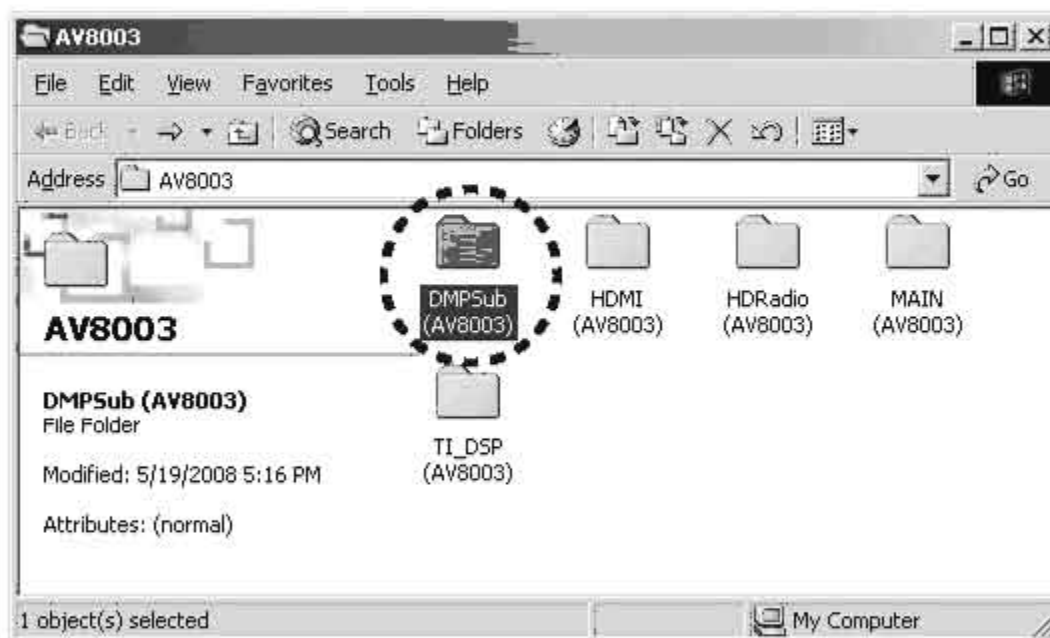 AV8003
File Edit View Favorites Tools Help
Back Search Folders
Address AV8003 Go
DMPSub
(AV8003)
HDMI
(AV8003)
HDRadio
(AV8003)
MAIN
(AV8003)
TI_DSP
(AV8003)
AV8003
DMPSub (AV8003)
File Folder
Modified: 5/19/2008 5:16 PM
Attributes: (normal)
1 object(s) selected My Computer